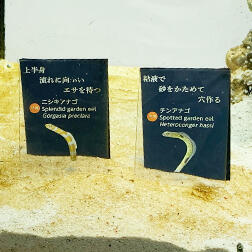 上半身
流れに向い
エサを待つ
ニシキアナゴ
Splendid garden eel
Gorgasia preclara
粘液で
砂をかためて
穴作る
チンアナゴ
Spotted garden eel
Heteroconger hassi